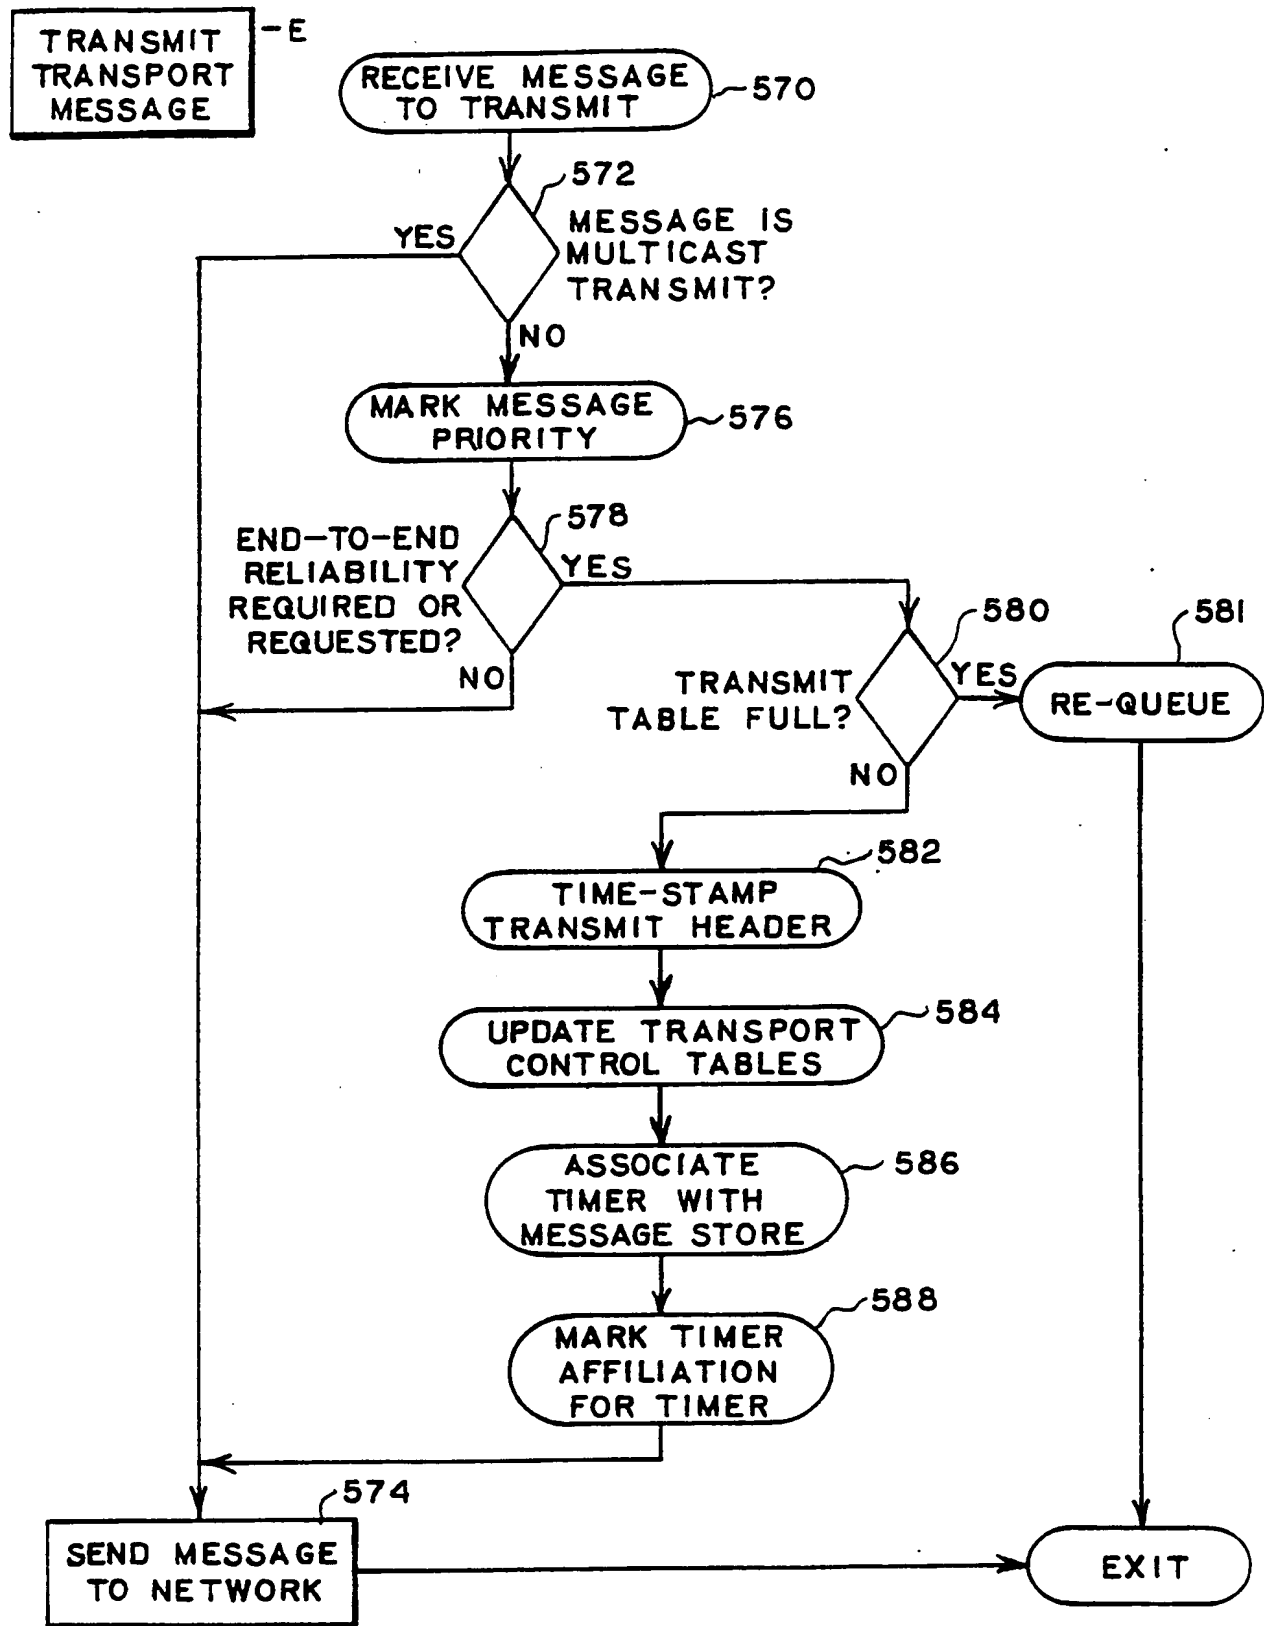 TRANSMIT
TRANSPORT
MESSAGE
-E
RECEIVE MESSAGE
TO TRANSMIT
570
572
MESSAGE IS
MULTICAST
TRANSMIT?
YES
NO
MARK MESSAGE
PRIORITY
576
578
END-TO-END
RELIABILITY
REQUIRED OR
REQUESTED?
YES
NO
580
TRANSMIT
TABLE FULL?
YES
NO
581
RE-QUEUE
582
TIME-STAMP
TRANSMIT HEADER
584
UPDATE TRANSPORT
CONTROL TABLES
586
ASSOCIATE
TIMER WITH
MESSAGE STORE
588
MARK TIMER
AFFILIATION
FOR TIMER
574
SEND MESSAGE
TO NETWORK
EXIT